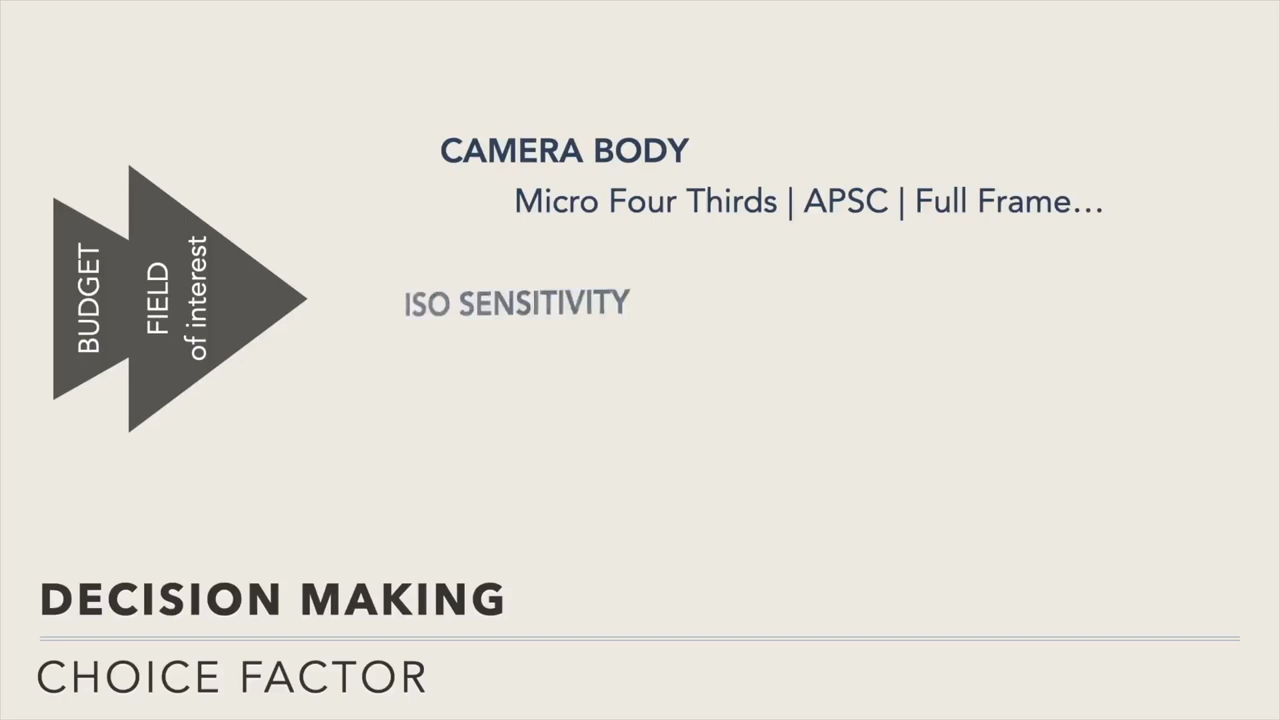 CAMERA BODY
Micro Four Thirds | APSC | Full Frame…
BUDGET
FIELD
of interest
ISO SENSITIVITY
DECISION MAKING
CHOICE FACTOR